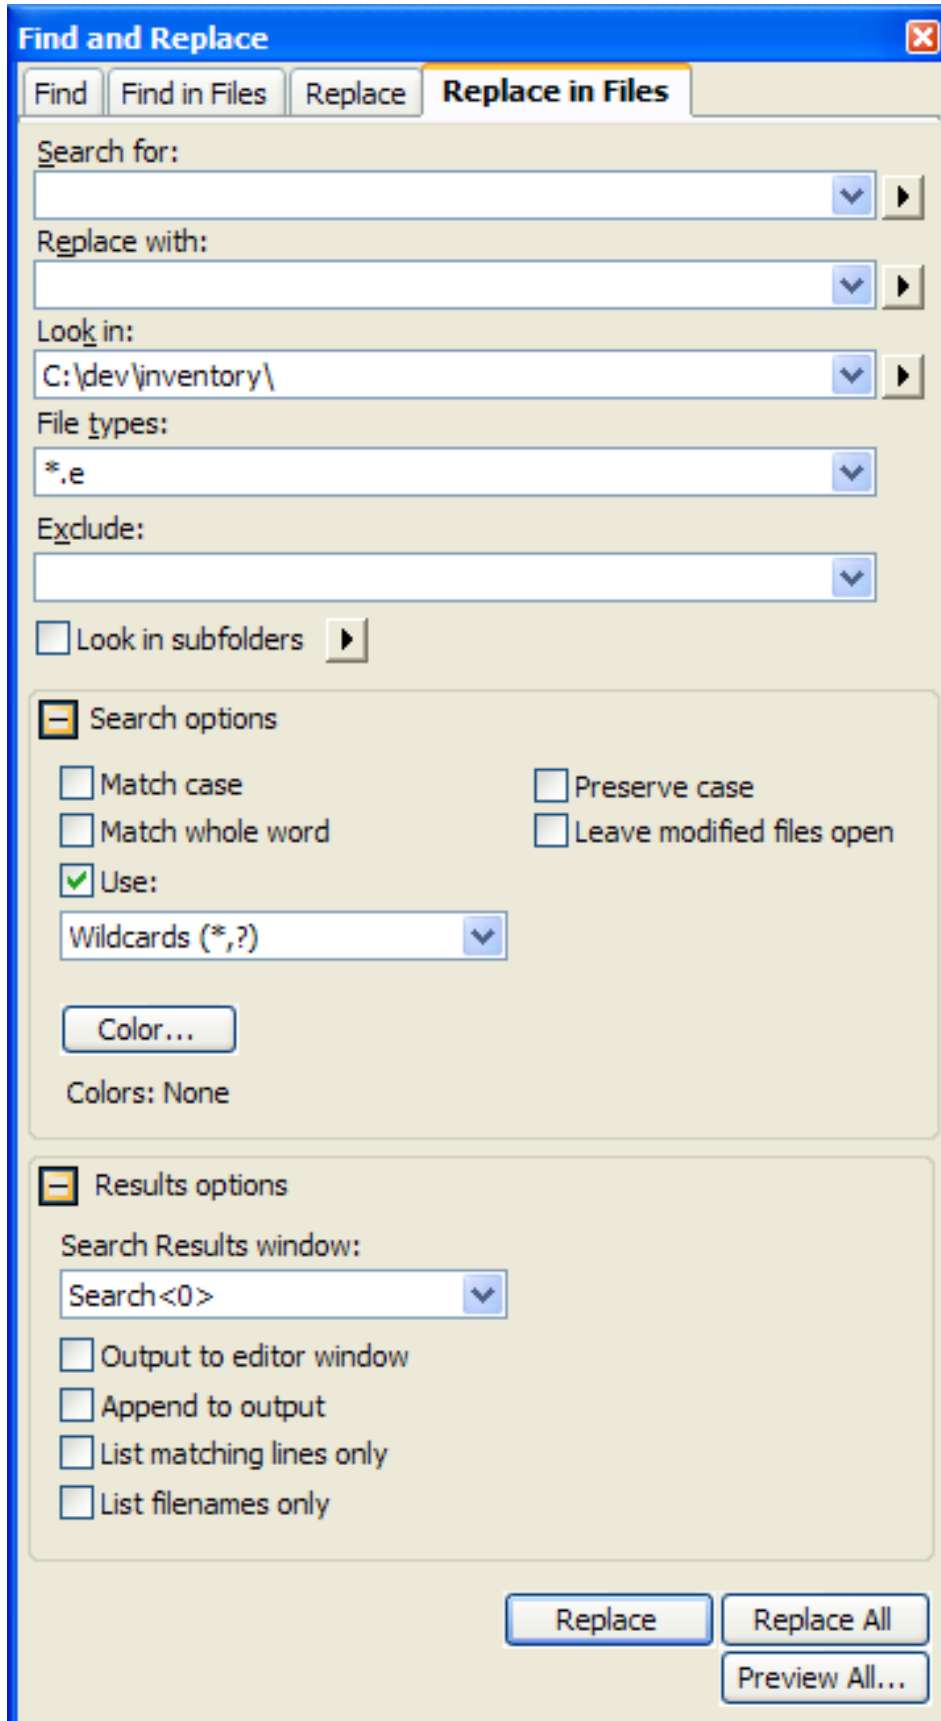 Find and Replace
Find Find in Files Replace Replace in Files
Search for:
Replace with:
Look in:
C:\dev\inventory\
File types:
*.e
Exclude:
Look in subfolders
Search options
Match case Preserve case
Match whole word Leave modified files open
Use:
Wildcards (*,?)
Color...
Colors: None
Results options
Search Results window:
Search<0>
Output to editor window
Append to output
List matching lines only
List filenames only
Replace Replace All
Preview All...